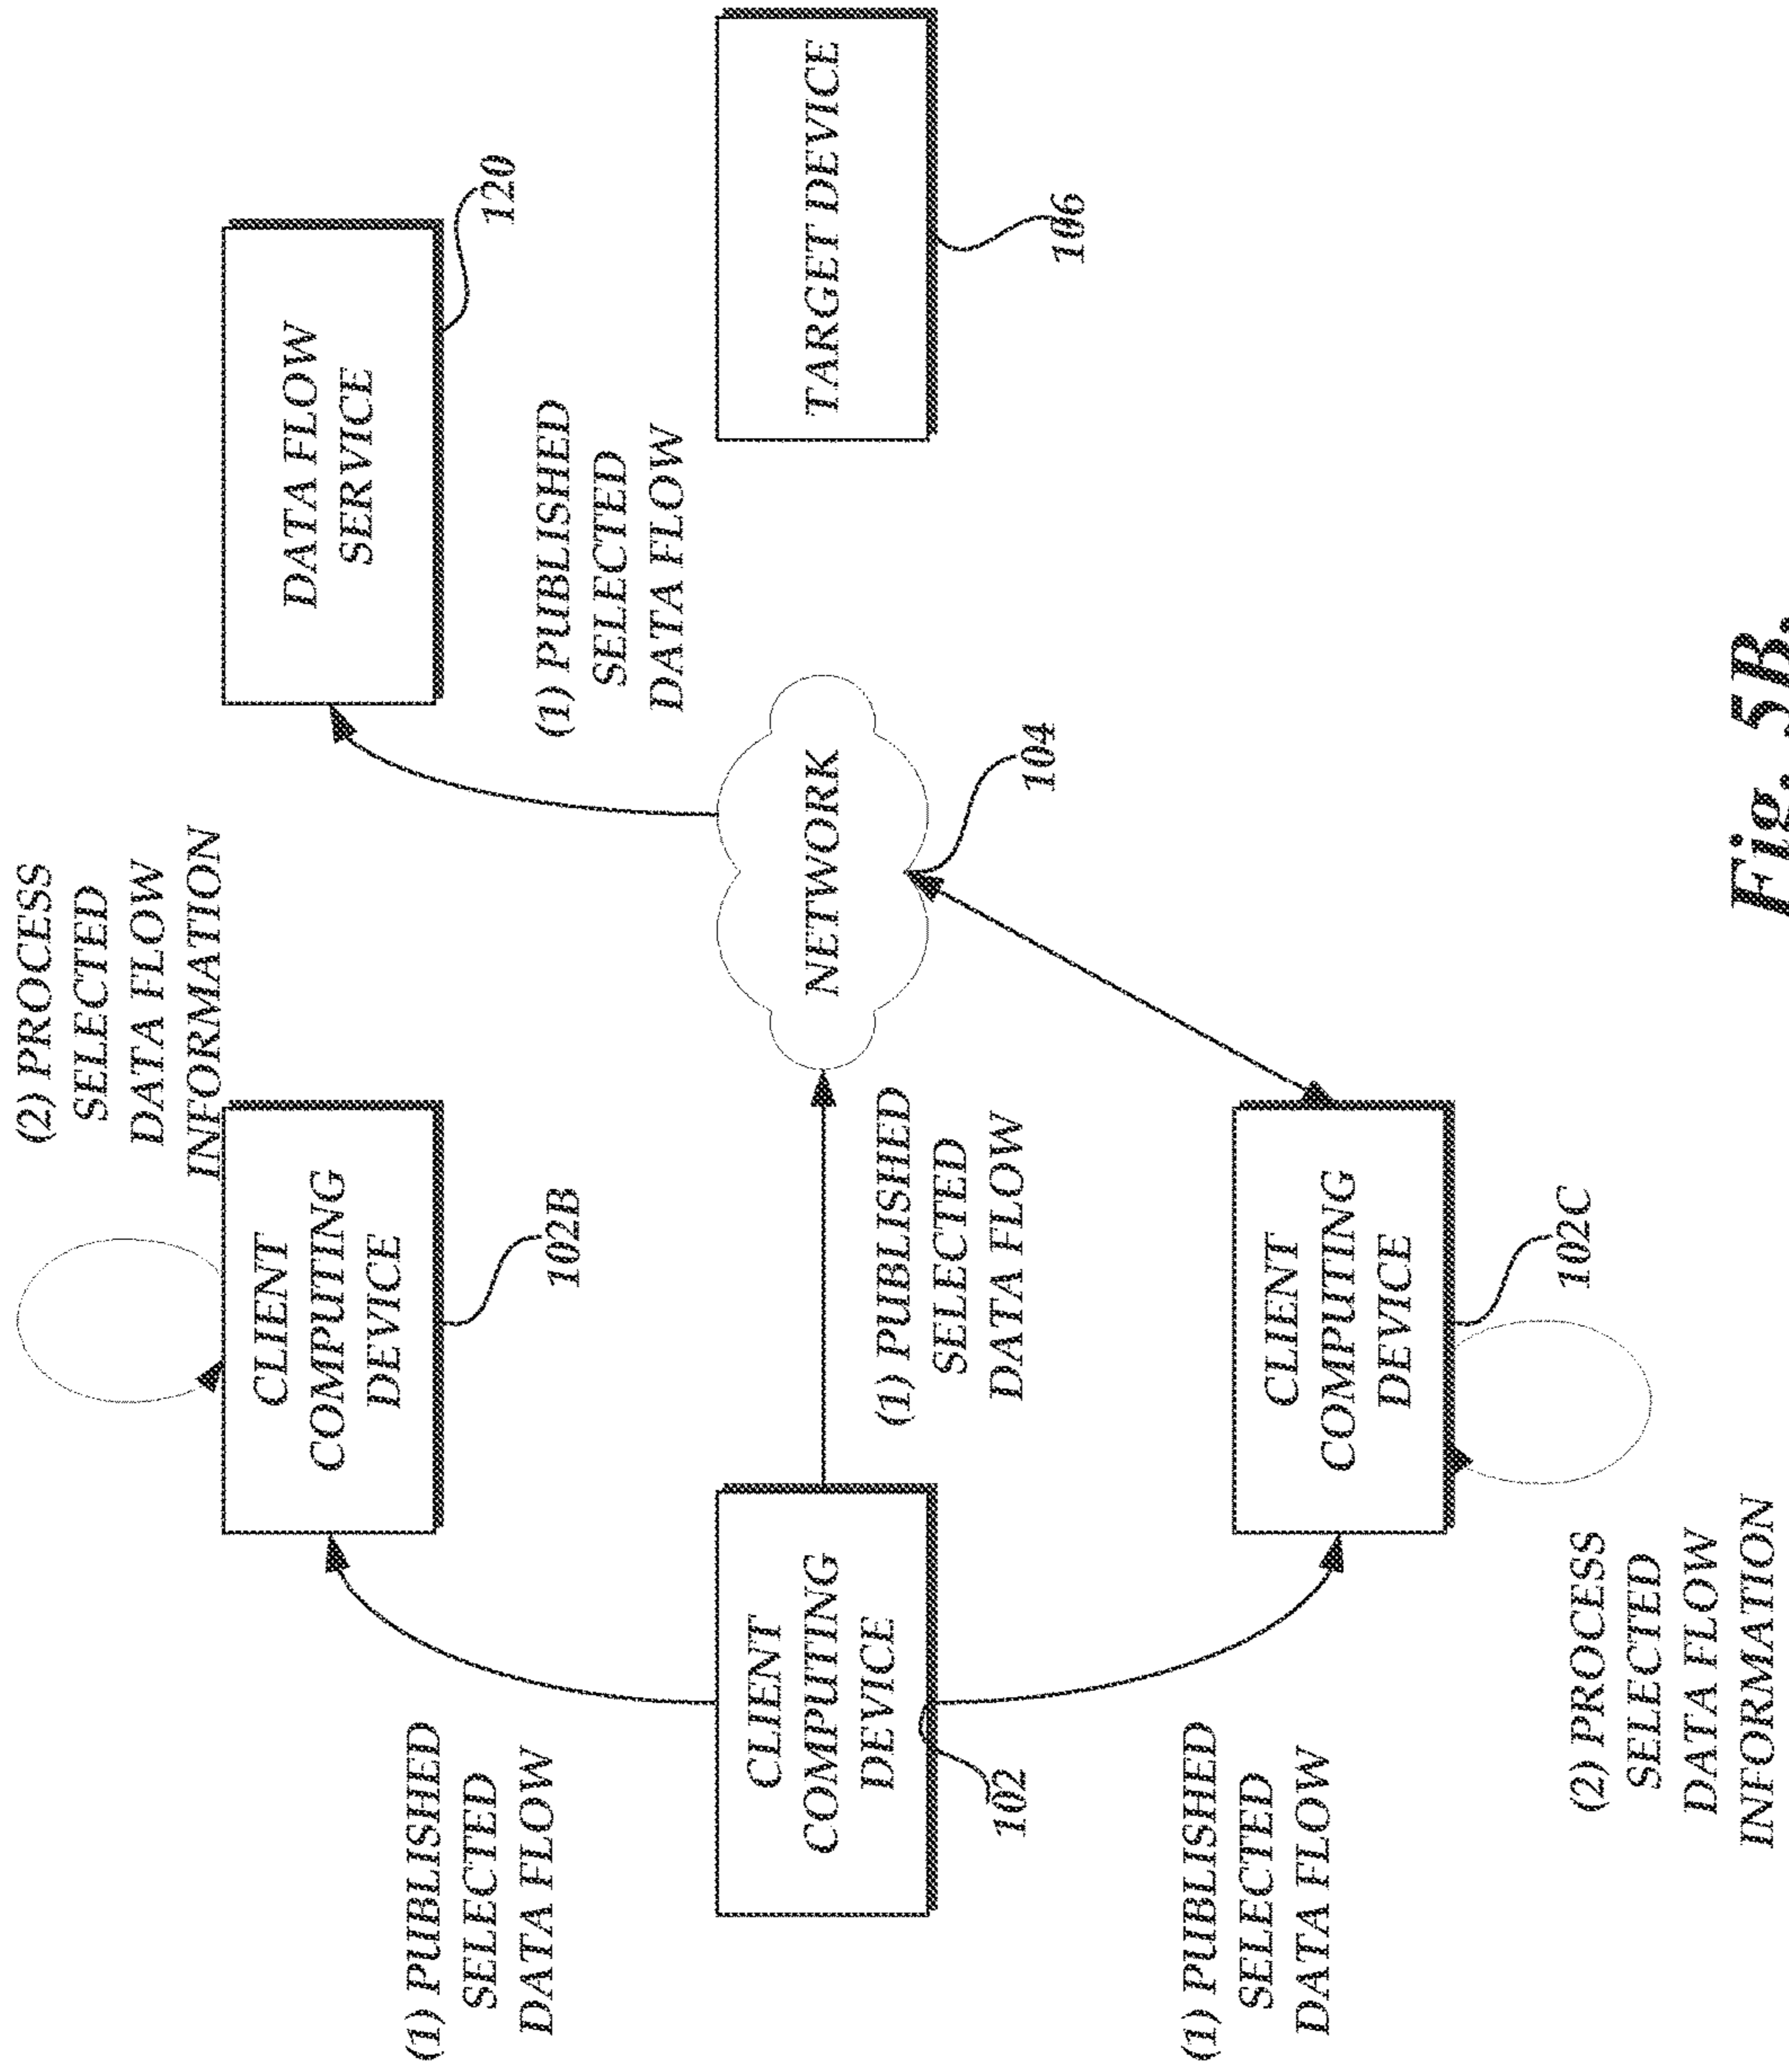 (2) PROCESS
SELECTED
DATA FLOW
INFORMATION
CLIENT
COMPUTING
DEVICE
102B
DATA FLOW
SERVICE
120
(1) PUBLISHED
SELECTED
DATA FLOW
(1) PUBLISHED
SELECTED
DATA FLOW
CLIENT
COMPUTING
DEVICE
102
NETWORK
104
TARGET DEVICE
106
(1) PUBLISHED
SELECTED
DATA FLOW
(1) PUBLISHED
SELECTED
DATA FLOW
CLIENT
COMPUTING
DEVICE
102C
(2) PROCESS
SELECTED
DATA FLOW
INFORMATION
Fig. 5B.